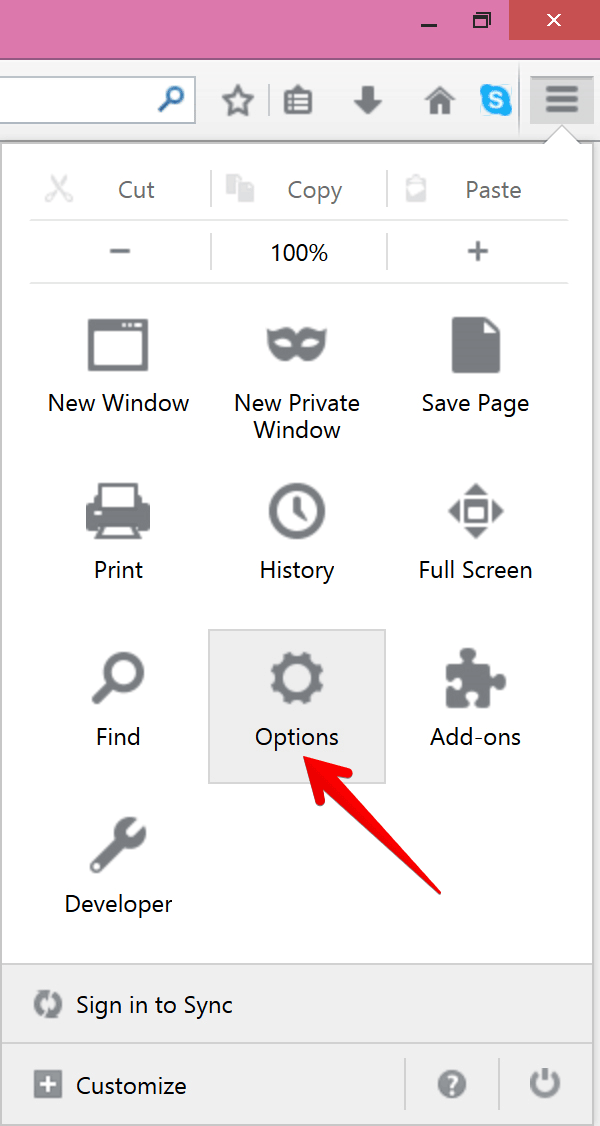 Cut Copy Paste
− 100% +
New Window New Private Window Save Page
Print History Full Screen
Find Options Add-ons
Developer
Sign in to Sync
Customize